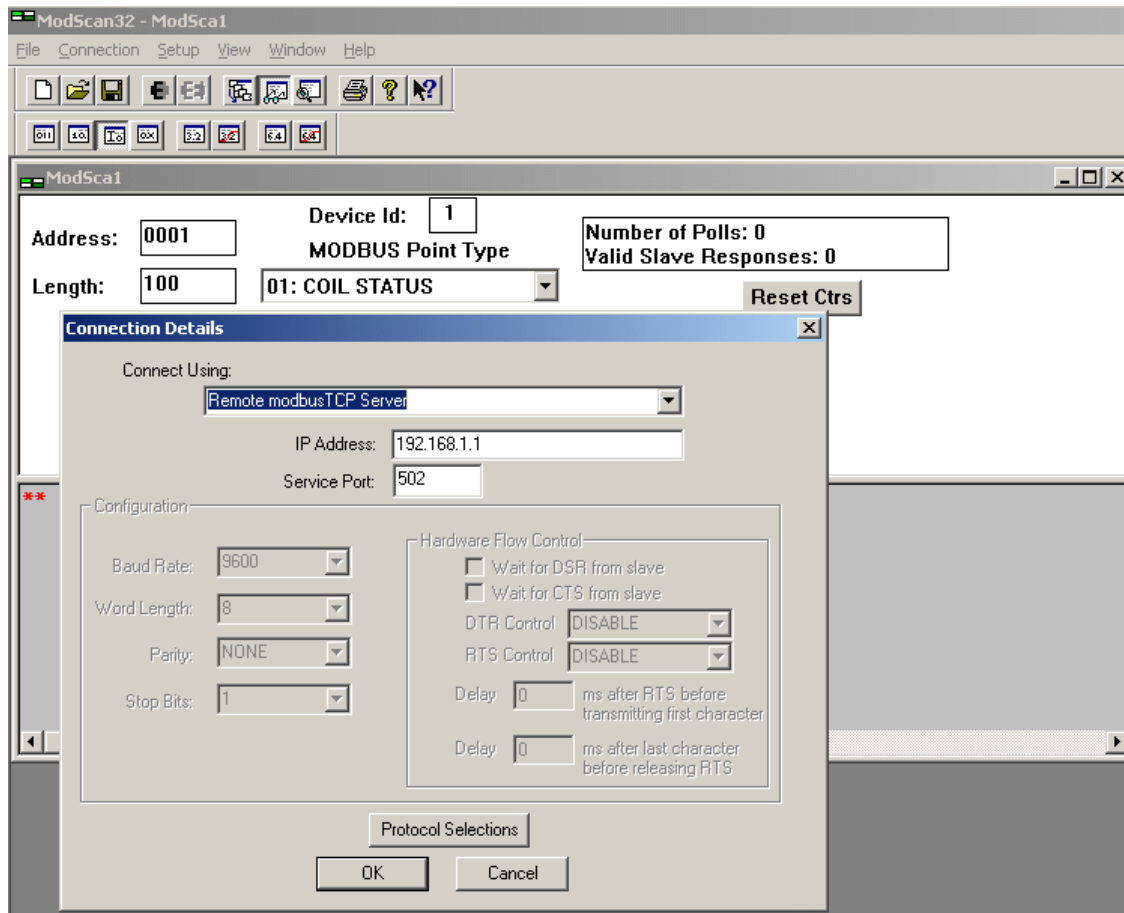 ModScan32 - ModSca1
File Connection Setup View Window Help
ModSca1
Device Id: 1
Address: 0001
MODBUS Point Type
Number of Polls: 0
Valid Slave Responses: 0
Length: 100
01: COIL STATUS
Reset Ctrs
Connection Details
Connect Using:
Remote modbusTCP Server
IP Address: 192.168.1.1
Service Port: 502
**
Configuration
Baud Rate: 9600
Word Length: 8
Parity: NONE
Stop Bits: 1
Hardware Flow Control
Wait for DSR from slave
Wait for CTS from slave
DTR Control DISABLE
RTS Control DISABLE
Delay 0 ms after RTS before
transmitting first character
Delay 0 ms after last character
before releasing RTS
Protocol Selections
OK Cancel